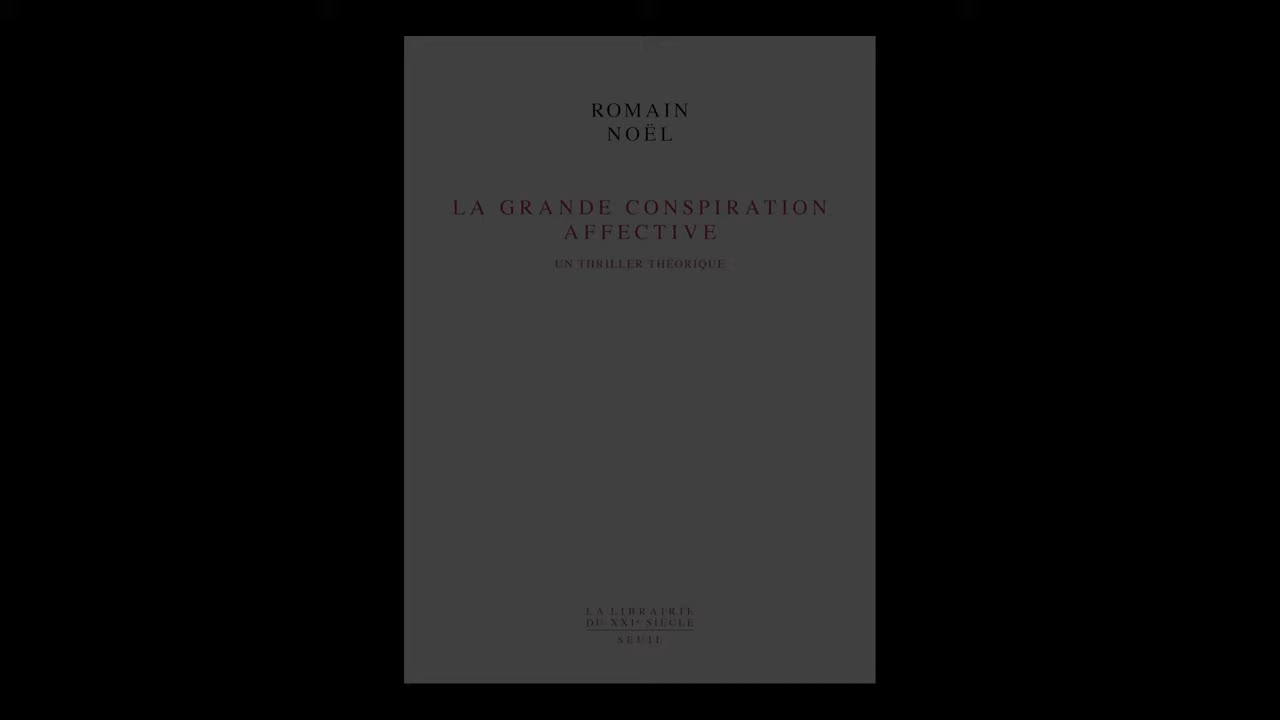 ROMAIN
NOËL
LA GRANDE CONSPIRATION
AFFECTIVE
UN THRILLER THÉORIQUE
LA LIBRAIRIE
DU XXIe SIÈCLE
SEUIL